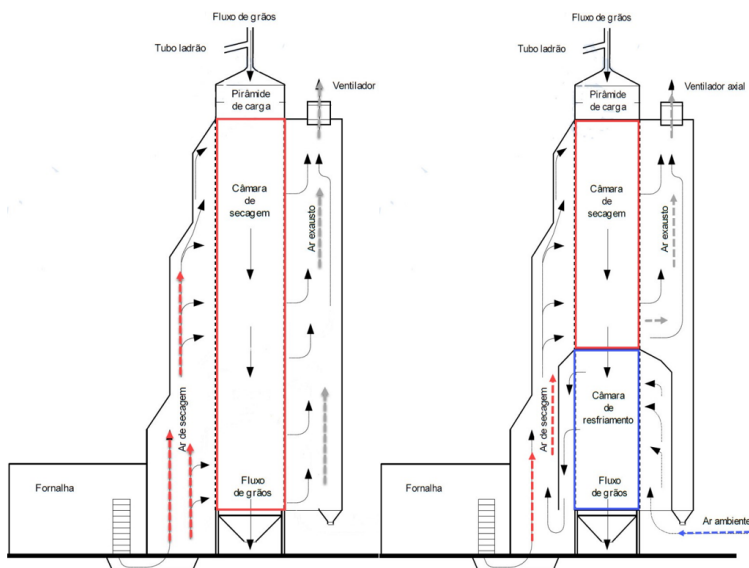 Fluxo de grãos
Tubo ladrão
Ventilador
Pirâmide
de carga
Câmara
de
secagem
Ar exausto
Ar de secagem
Fornalha
Fluxo
de grãos
Fluxo de grãos
Tubo ladrão
Ventilador axial
Pirâmide
de carga
Câmara
de
secagem
Ar exausto
Câmara
de
resfriamento
Ar de secagem
Fornalha
Fluxo
de grãos
Ar ambiente